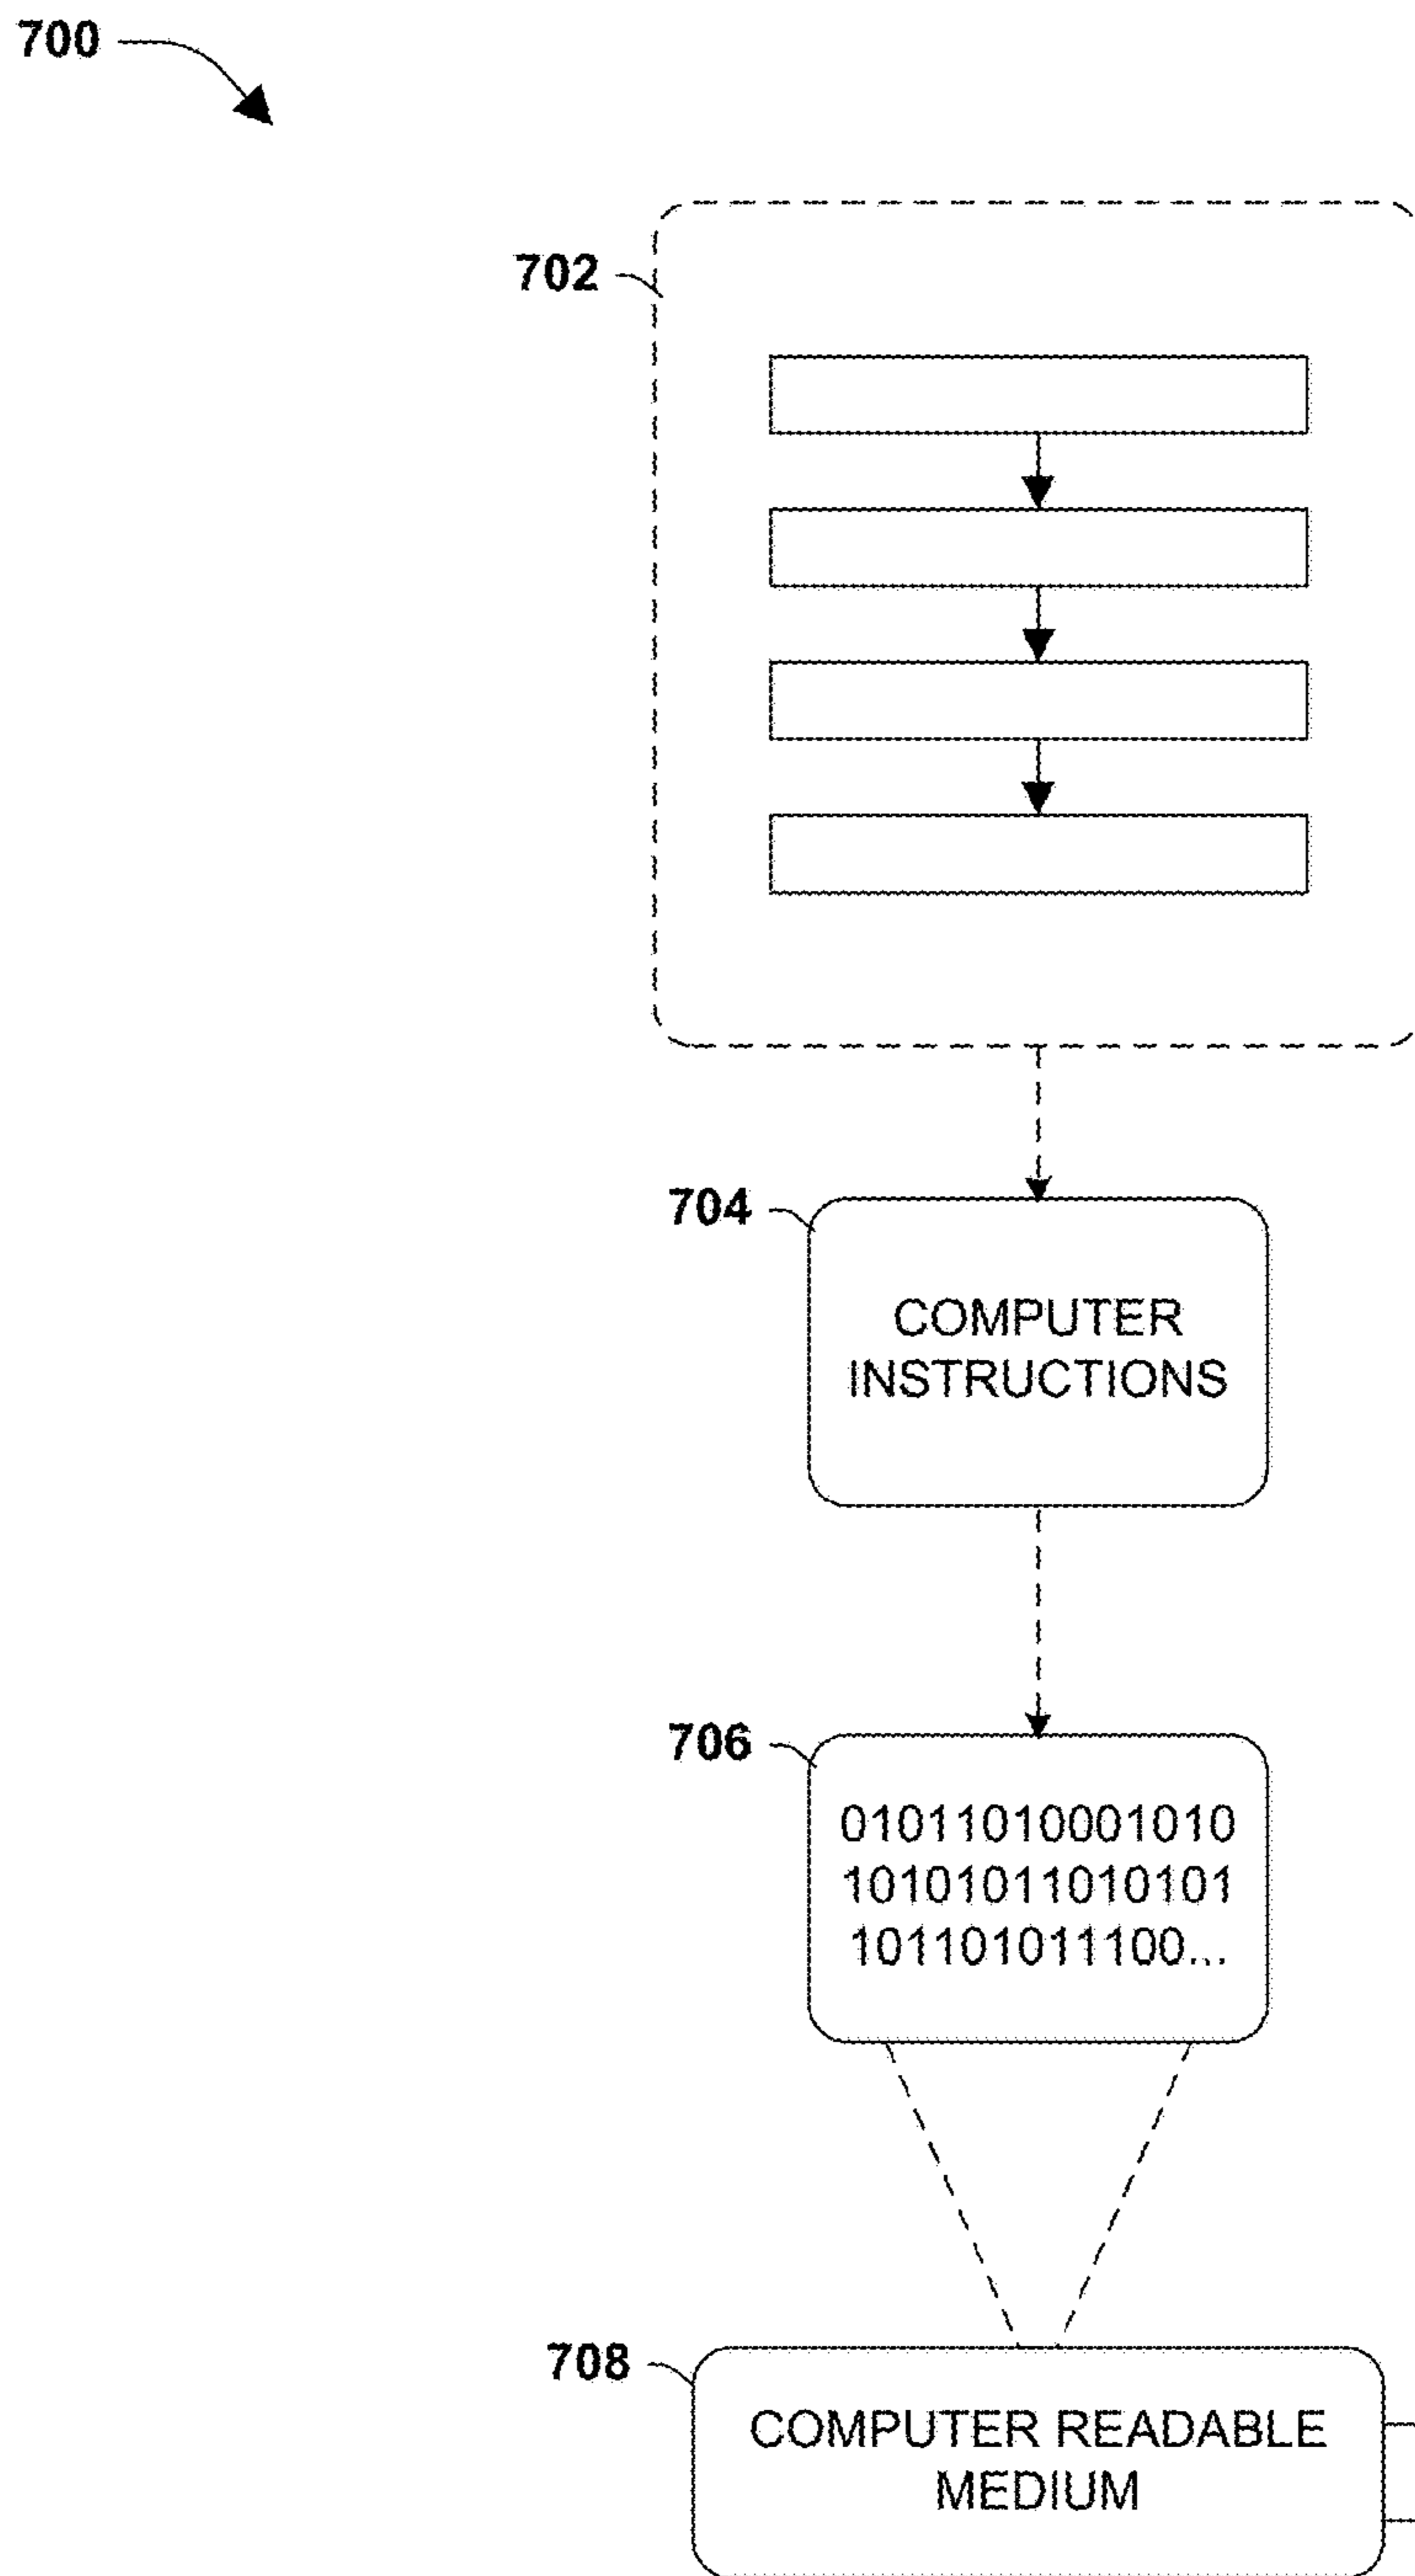 700
702
704
COMPUTER
INSTRUCTIONS
706
01011010001010
10101011010101
101101011100...
708
COMPUTER READABLE
MEDIUM